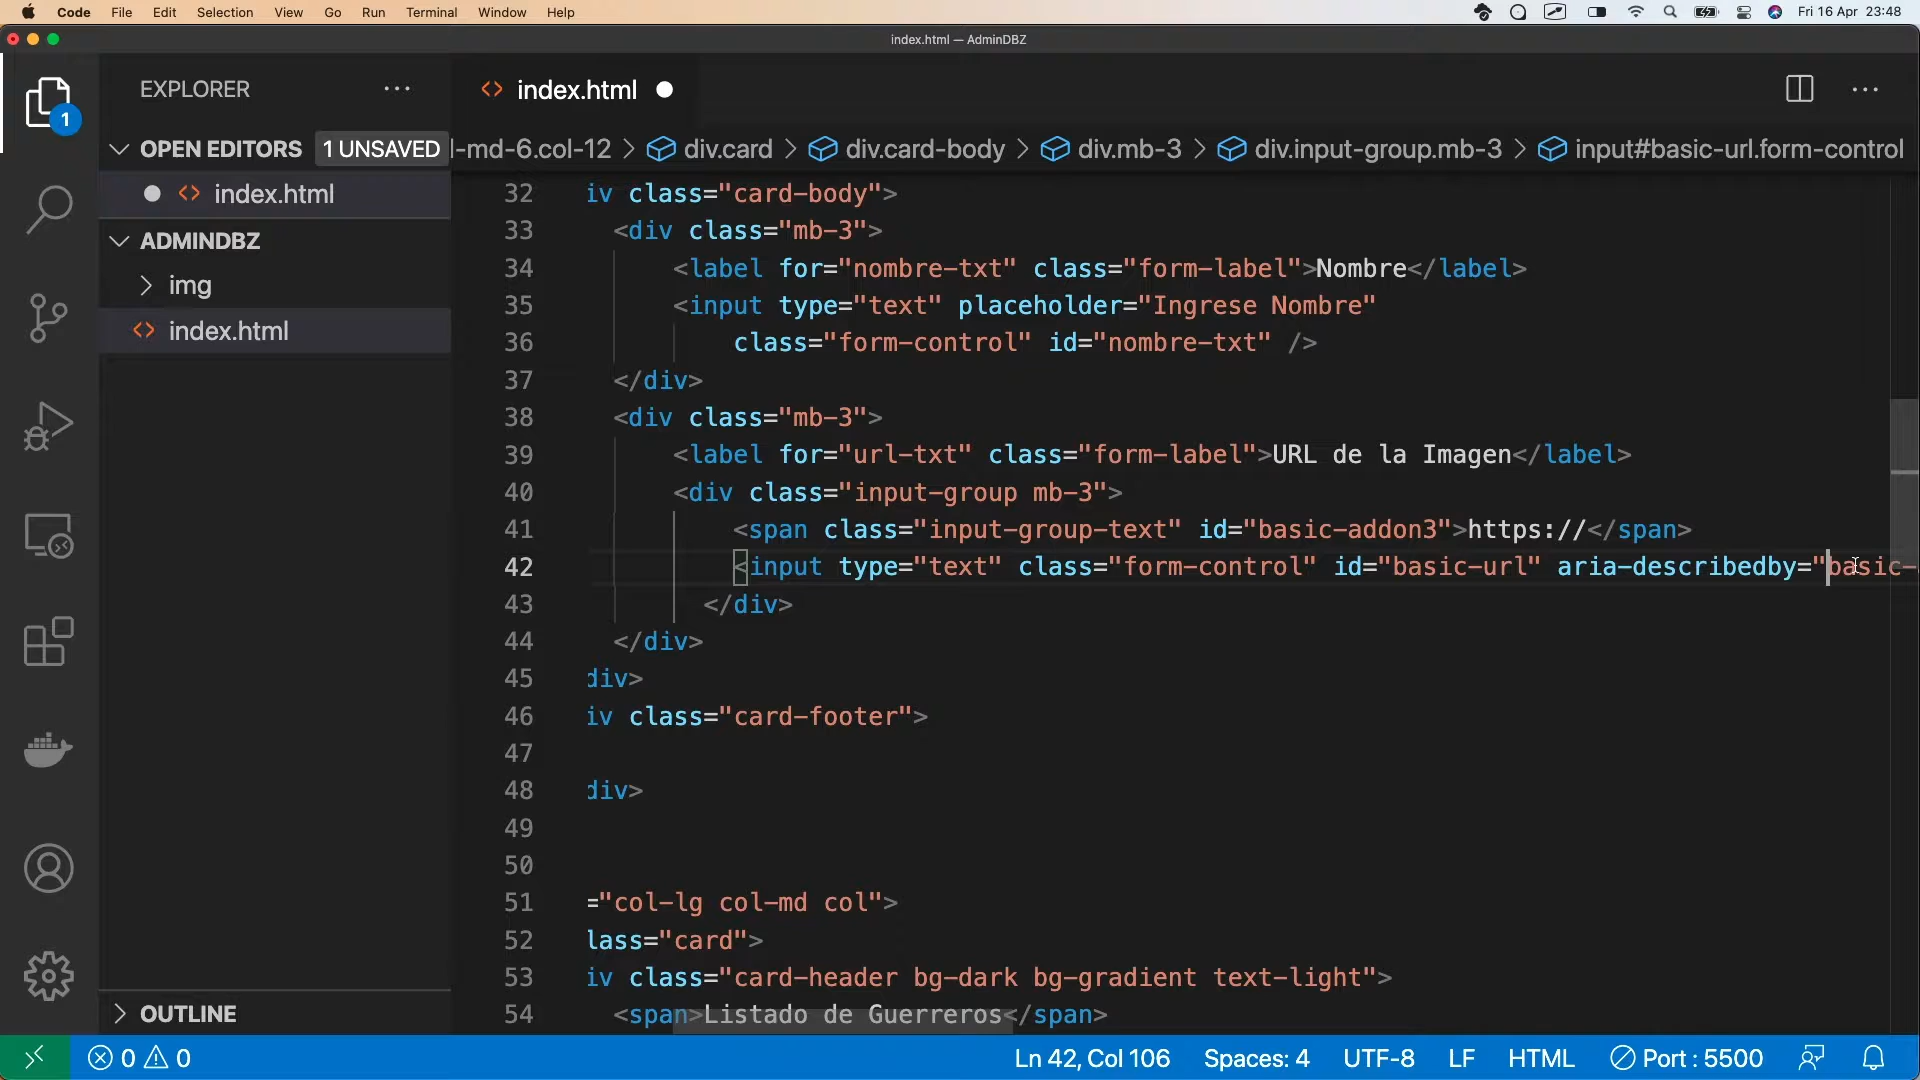 Code File Edit Selection View Go Run Terminal Window Help Fri 16 Apr 23:48
index.html — AdminDBZ
EXPLORER ...
index.html
OPEN EDITORS 1 UNSAVED
index.html
ADMINDBZ
img
index.html
OUTLINE
1
l-md-6.col-12 > div.card > div.card-body > div.mb-3 > div.input-group.mb-3 > input#basic-url.form-control
32 iv class="card-body">
33 <div class="mb-3">
34 <label for="nombre-txt" class="form-label">Nombre</label>
35 <input type="text" placeholder="Ingrese Nombre"
36 class="form-control" id="nombre-txt" />
37 </div>
38 <div class="mb-3">
39 <label for="url-txt" class="form-label">URL de la Imagen</label>
40 <div class="input-group mb-3">
41 <span class="input-group-text" id="basic-addon3">https://</span>
42 <input type="text" class="form-control" id="basic-url" aria-describedby="basic-
43 </div>
44 </div>
45 div>
46 iv class="card-footer">
47
48 div>
49
50
51 ="col-lg col-md col">
52 lass="card">
53 iv class="card-header bg-dark bg-gradient text-light">
54 <span>Listado de Guerreros</span>
0 0 Ln 42, Col 106 Spaces: 4 UTF-8 LF HTML Port : 5500